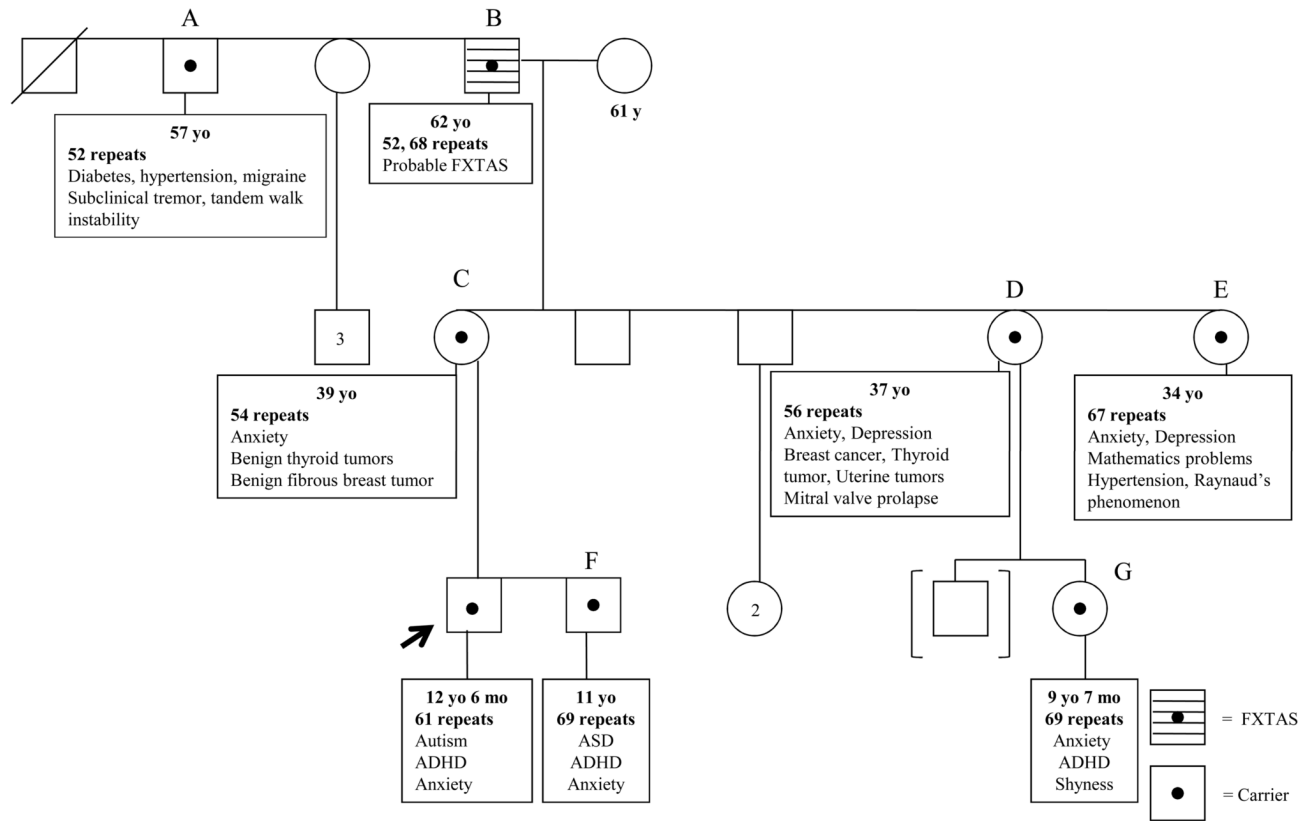 A
B
61 y
57 yo
52 repeats
Diabetes, hypertension, migraine
Subclinical tremor, tandem walk
instability
62 yo
52, 68 repeats
Probable FXTAS
C
D
E
3
39 yo
54 repeats
Anxiety
Benign thyroid tumors
Benign fibrous breast tumor
37 yo
56 repeats
Anxiety, Depression
Breast cancer, Thyroid
tumor, Uterine tumors
Mitral valve prolapse
34 yo
67 repeats
Anxiety, Depression
Mathematics problems
Hypertension, Raynaud’s
phenomenon
F
2
G
12 yo 6 mo
61 repeats
Autism
ADHD
Anxiety
11 yo
69 repeats
ASD
ADHD
Anxiety
9 yo 7 mo
69 repeats
Anxiety
ADHD
Shyness
= FXTAS
= Carrier